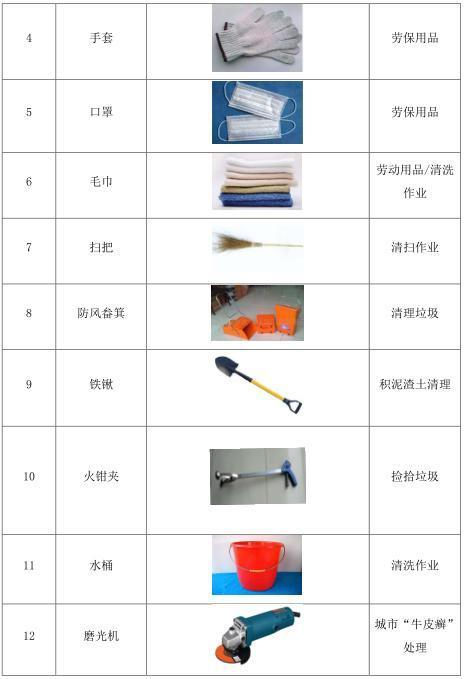 4 手套 劳保用品
5 口罩 劳保用品
6 毛巾 劳动用品/清洗
作业
7 扫把 清扫作业
8 防风畚箕 清理垃圾
9 铁锹 积泥渣土清理
10 火钳夹 捡拾垃圾
11 水桶 清洗作业
12 磨光机 城市“牛皮癣”
处理